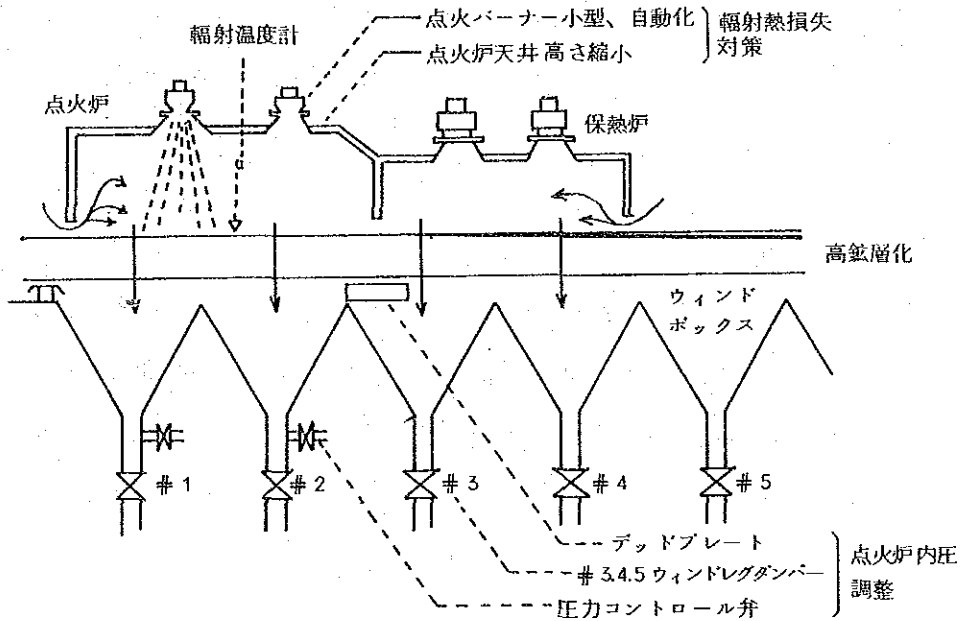 点火バーナー小型、自動化
輻射熱損失
対策
輻射温度計
点火炉天井高さ縮小
点火炉
保熱炉
高鉱層化
ウィンド
ボックス
#1
#2
#3
#4
#5
デッドプレート
#3.4.5ウィンドレグダンパー
圧力コントロール弁
点火炉内圧
調整